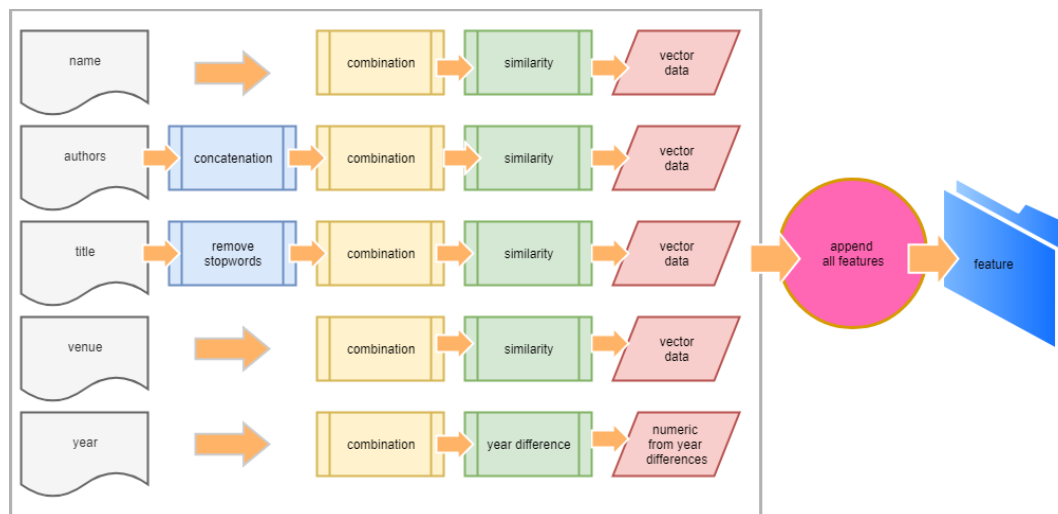 name
combination
similarity
vector
data
authors
concatenation
combination
similarity
vector
data
title
remove
stopwords
combination
similarity
vector
data
venue
combination
similarity
vector
data
year
combination
year difference
numeric
from year
differences
append
all features
feature